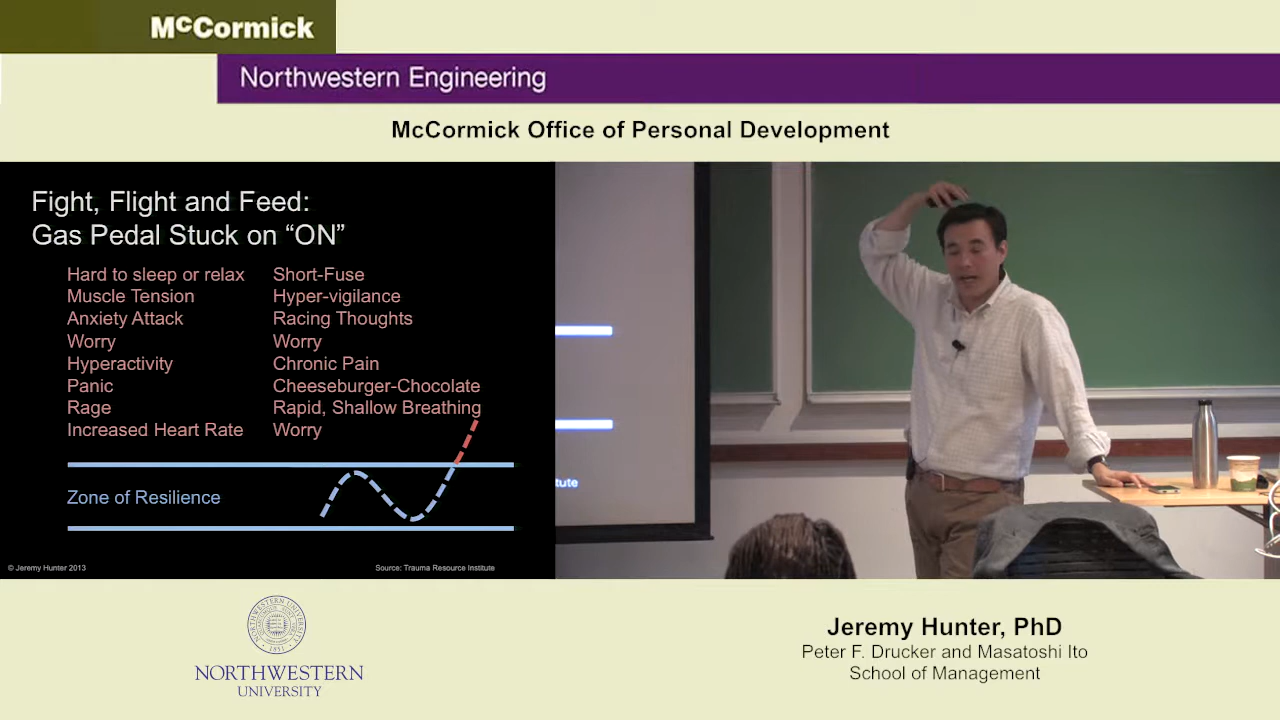 McCormick
Northwestern Engineering
McCormick Office of Personal Development
Fight, Flight and Feed:
Gas Pedal Stuck on “ON”
Hard to sleep or relax
Muscle Tension
Anxiety Attack
Worry
Hyperactivity
Panic
Rage
Increased Heart Rate
Short-Fuse
Hyper-vigilance
Racing Thoughts
Worry
Chronic Pain
Cheeseburger-Chocolate
Rapid, Shallow Breathing
Worry
Zone of Resilience
© Jeremy Hunter 2013
Source: Trauma Resource Institute
tute
NORTHWESTERN
UNIVERSITY
1851
NORTHWESTERN
UNIVERSITY
Jeremy Hunter, PhD
Peter F. Drucker and Masatoshi Ito
School of Management